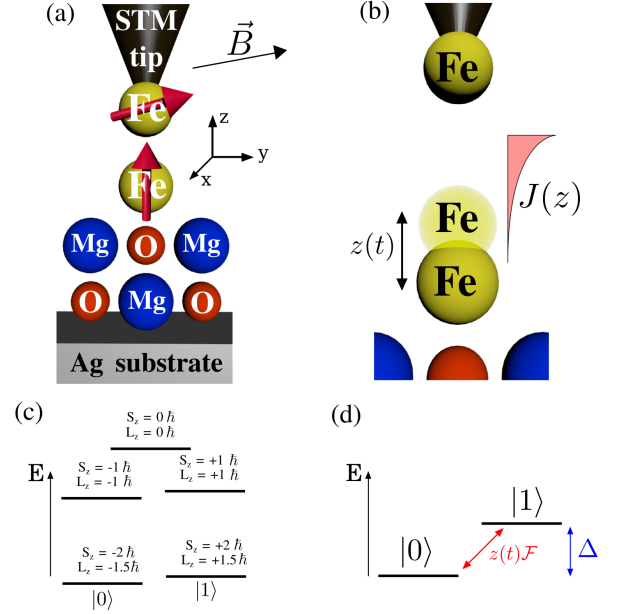 (a)
STM
tip
Fe
B
z
y
x
Fe
Mg O Mg
O Mg O
Ag substrate
(b)
Fe
J(z)
z(t)
Fe
Fe
(c)
E
S_z = 0 ħ
L_z = 0 ħ
S_z = -1 ħ
L_z = -1 ħ
S_z = +1 ħ
L_z = +1 ħ
S_z = -2 ħ
L_z = -1.5ħ
S_z = +2 ħ
L_z = +1.5 ħ
|0⟩ |1⟩
(d)
E
|1⟩
|0⟩
z(t)ℱ
Δ